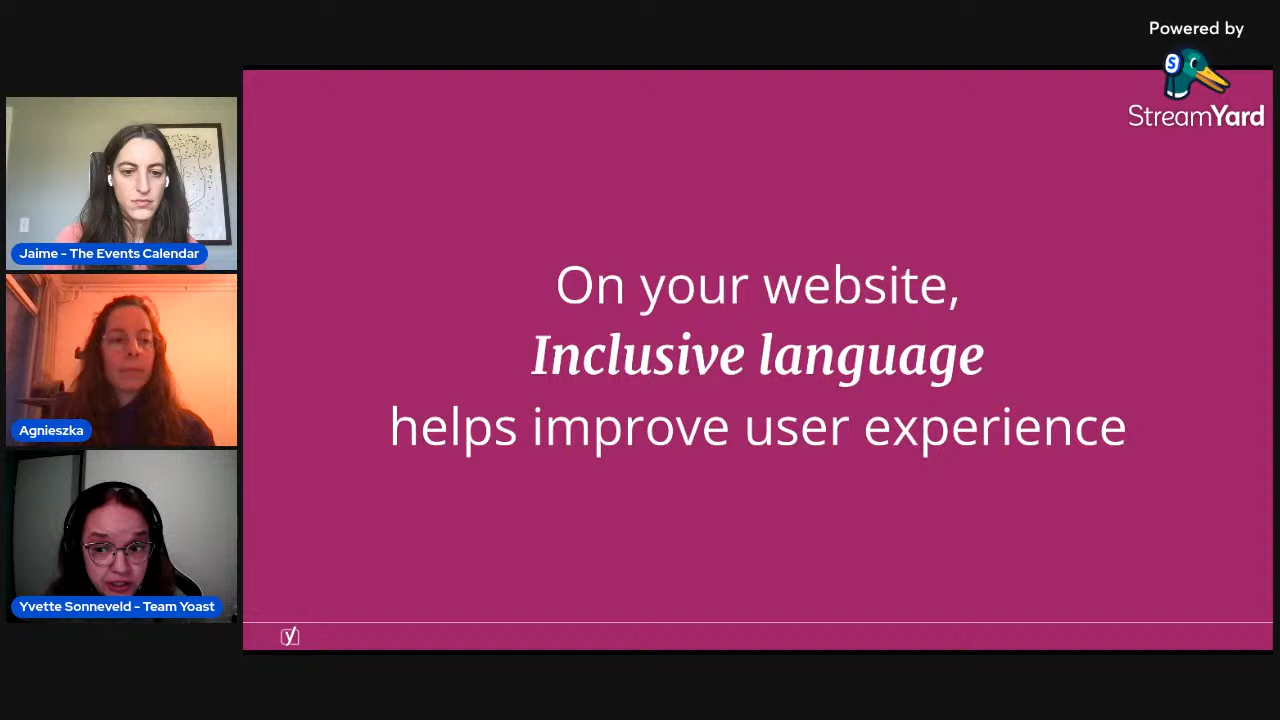 Powered by
StreamYard
Jaime - The Events Calendar
Agnieszka
Yvette Sonneveld - Team Yoast
On your website,
Inclusive language
helps improve user experience
y